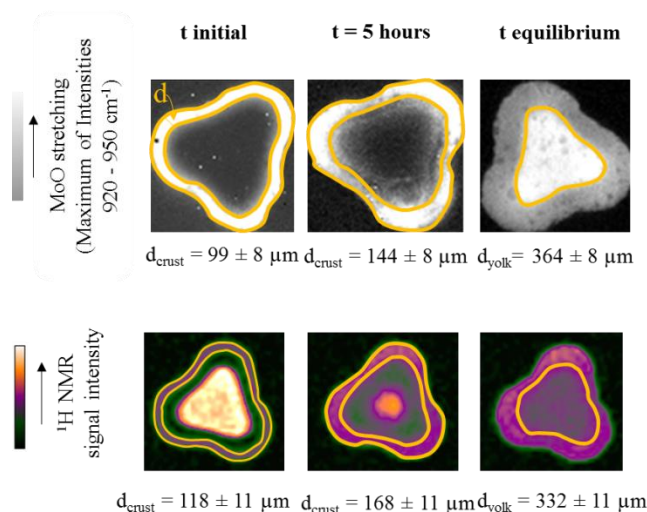 t initial
t = 5 hours
t equilibrium
MoO stretching
(Maximum of Intensities
920 - 950 cm⁻¹)
d
d_crust = 99 ± 8 µm
d_crust = 144 ± 8 µm
d_yolk = 364 ± 8 µm
¹H NMR
signal intensity
d_crust = 118 ± 11 µm
d_crust = 168 ± 11 µm
d_yolk = 332 ± 11 µm